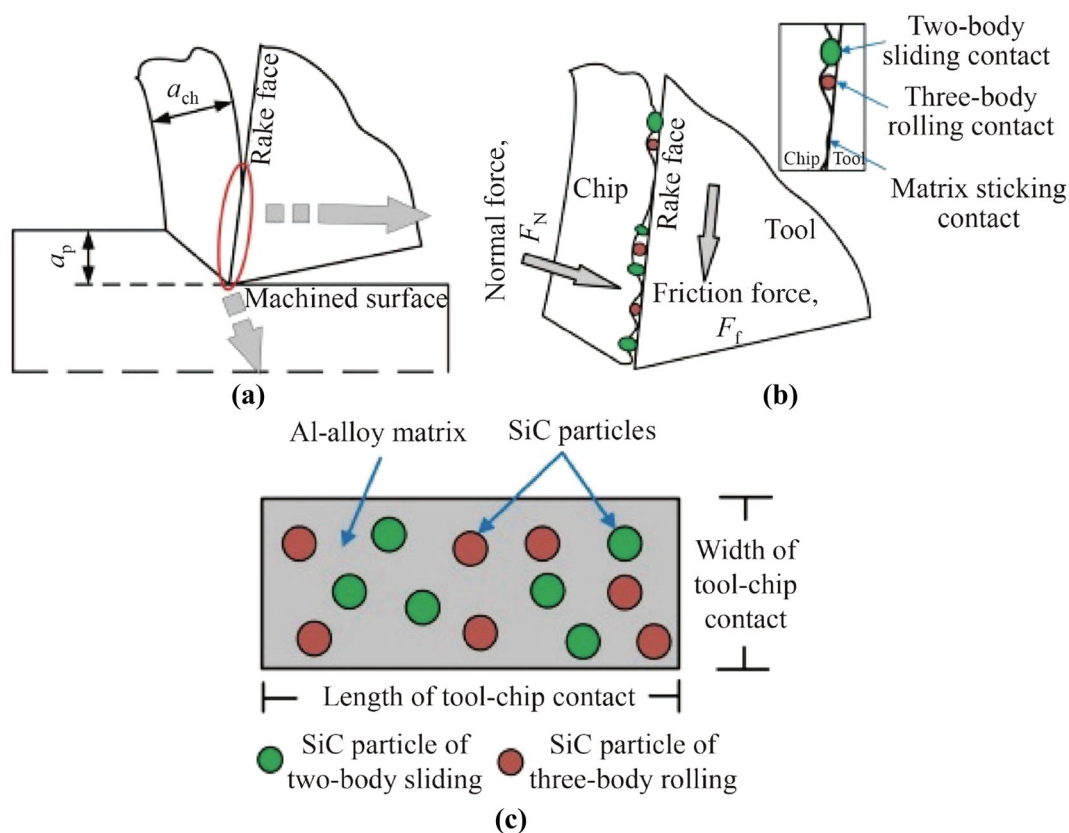 a_ch
Rake face
a_p
Machined surface
(a)
Two-body
sliding contact
Three-body
rolling contact
Chip
Tool
Matrix sticking
contact
Normal force,
F_N
Chip
Rake face
Tool
Friction force,
F_f
(b)
Al-alloy matrix
SiC particles
Width of
tool-chip
contact
Length of tool-chip contact
SiC particle of
two-body sliding
SiC particle of
three-body rolling
(c)